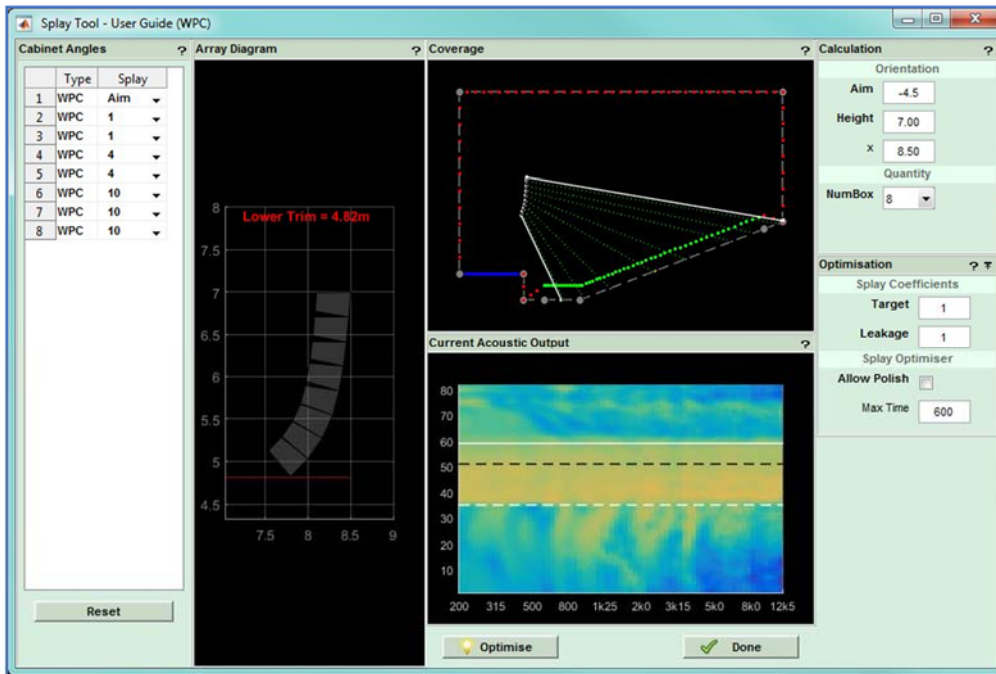 Splay Tool - User Guide (WPC)
Cabinet Angles ?
Type Splay
1 WPC Aim
2 WPC 1
3 WPC 1
4 WPC 4
5 WPC 4
6 WPC 10
7 WPC 10
8 WPC 10
Reset
Array Diagram ?
Lower Trim = 4.82m
8
7.5
7
6.5
6
5.5
5
4.5
7.5 8 8.5 9
Coverage ?
Current Acoustic Output ?
80
70
60
50
40
30
20
10
200 315 500 800 1k25 2k0 3k15 5k0 8k0 12k5
Optimise Done
Calculation ?
Orientation
Aim -4.5
Height 7.00
x 8.50
Quantity
NumBox 8
Optimisation ?
Splay Coefficients
Target 1
Leakage 1
Splay Optimiser
Allow Polish
Max Time 600